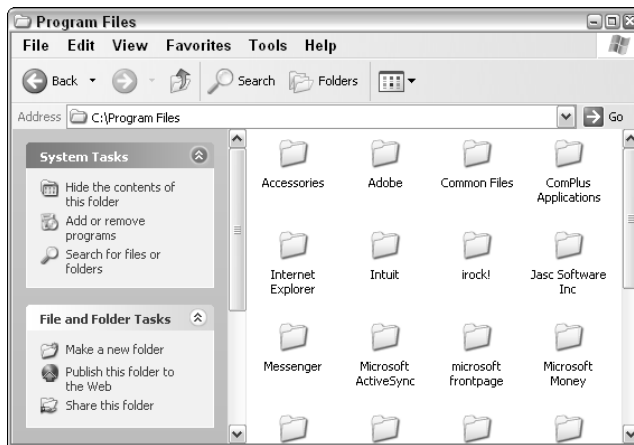 Program Files
File Edit View Favorites Tools Help
Back Search Folders
Address C:\Program Files Go
System Tasks
Hide the contents of
this folder
Add or remove
programs
Search for files or
folders
File and Folder Tasks
Make a new folder
Publish this folder to
the Web
Share this folder
Accessories Adobe Common Files ComPlus
Applications
Internet Intuit irock! Jasc Software
Explorer Inc
Messenger Microsoft microsoft Microsoft
ActiveSync frontpage Money